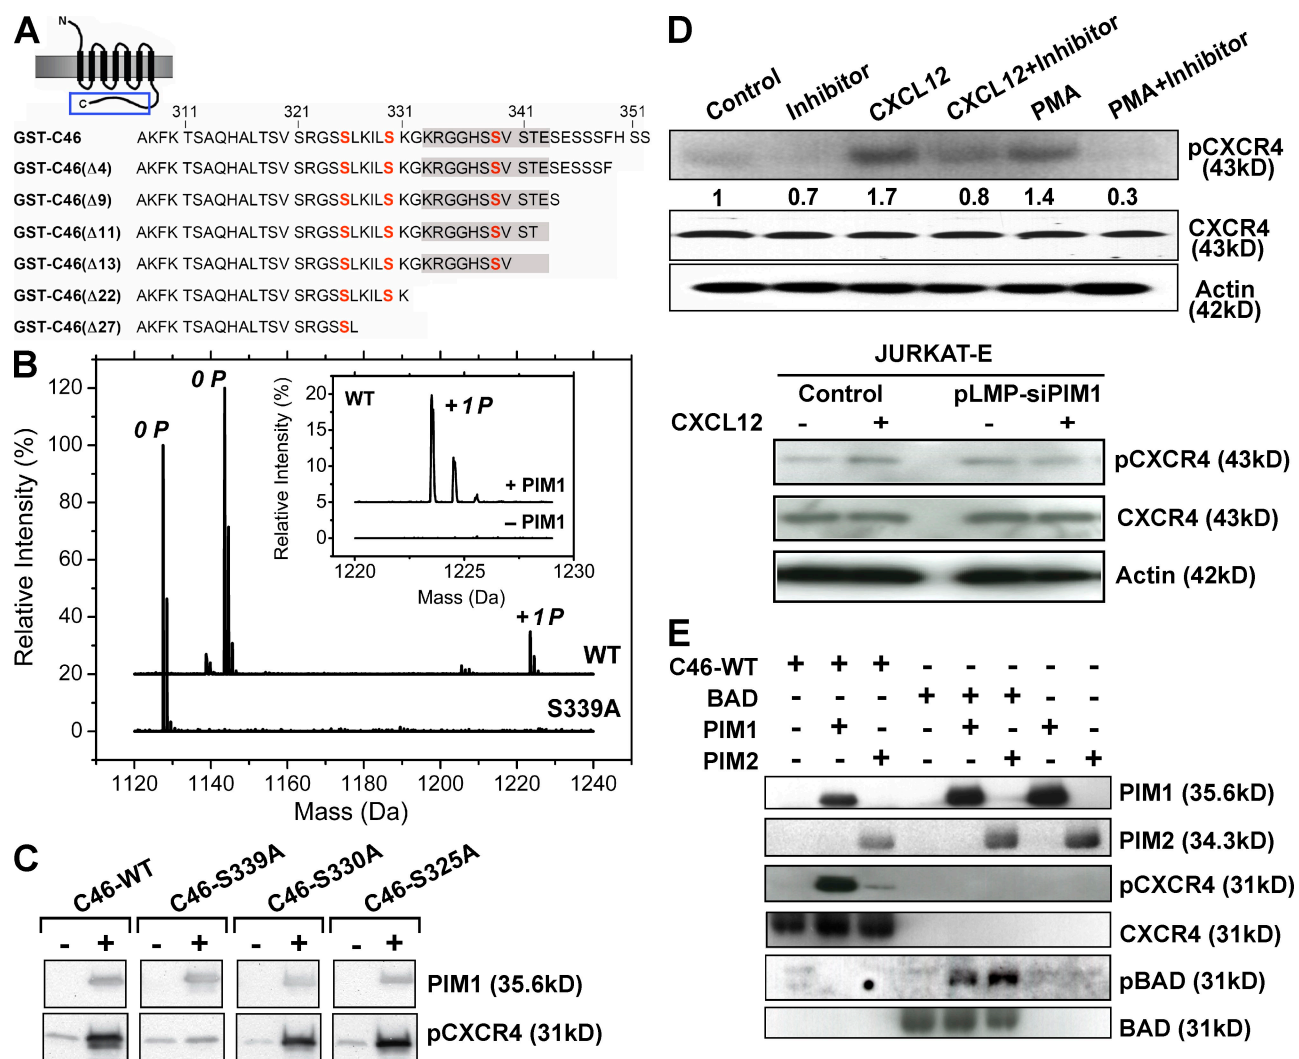 A
N
C
311 321 331 341 351
GST-C46 AKFK TSAQHALTSV SRGSSLKILS KGKRGGHSSV STESESSSFH SS
GST-C46(Δ4) AKFK TSAQHALTSV SRGSSLKILS KGKRGGHSSV STESESSSF
GST-C46(Δ9) AKFK TSAQHALTSV SRGSSLKILS KGKRGGHSSV STES
GST-C46(Δ11) AKFK TSAQHALTSV SRGSSLKILS KGKRGGHSSV ST
GST-C46(Δ13) AKFK TSAQHALTSV SRGSSLKILS KGKRGGHSSV
GST-C46(Δ22) AKFK TSAQHALTSV SRGSSLKILS K
GST-C46(Δ27) AKFK TSAQHALTSV SRGSSL
B
Relative Intensity (%)
120
100
80
60
40
20
0
0 P
0 P
+1 P
WT
S339A
1120 1140 1160 1180 1200 1220 1240
Mass (Da)
Relative Intensity (%)
20
15
10
5
0
WT
+1 P
+ PIM1
– PIM1
1220 1225 1230
Mass (Da)
C
C46-WT C46-S339A C46-S330A C46-S325A
- + - + - + - +
PIM1 (35.6kD)
pCXCR4 (31kD)
D
Control Inhibitor CXCL12 CXCL12+Inhibitor PMA PMA+Inhibitor
pCXCR4
(43kD)
1 0.7 1.7 0.8 1.4 0.3
CXCR4
(43kD)
Actin
(42kD)
JURKAT-E
Control pLMP-siPIM1
CXCL12 - + - +
pCXCR4 (43kD)
CXCR4 (43kD)
Actin (42kD)
E
C46-WT + + + - - - - -
BAD - - - + + + - -
PIM1 - + - - + - + -
PIM2 - - + - - + - +
PIM1 (35.6kD)
PIM2 (34.3kD)
pCXCR4 (31kD)
CXCR4 (31kD)
pBAD (31kD)
BAD (31kD)